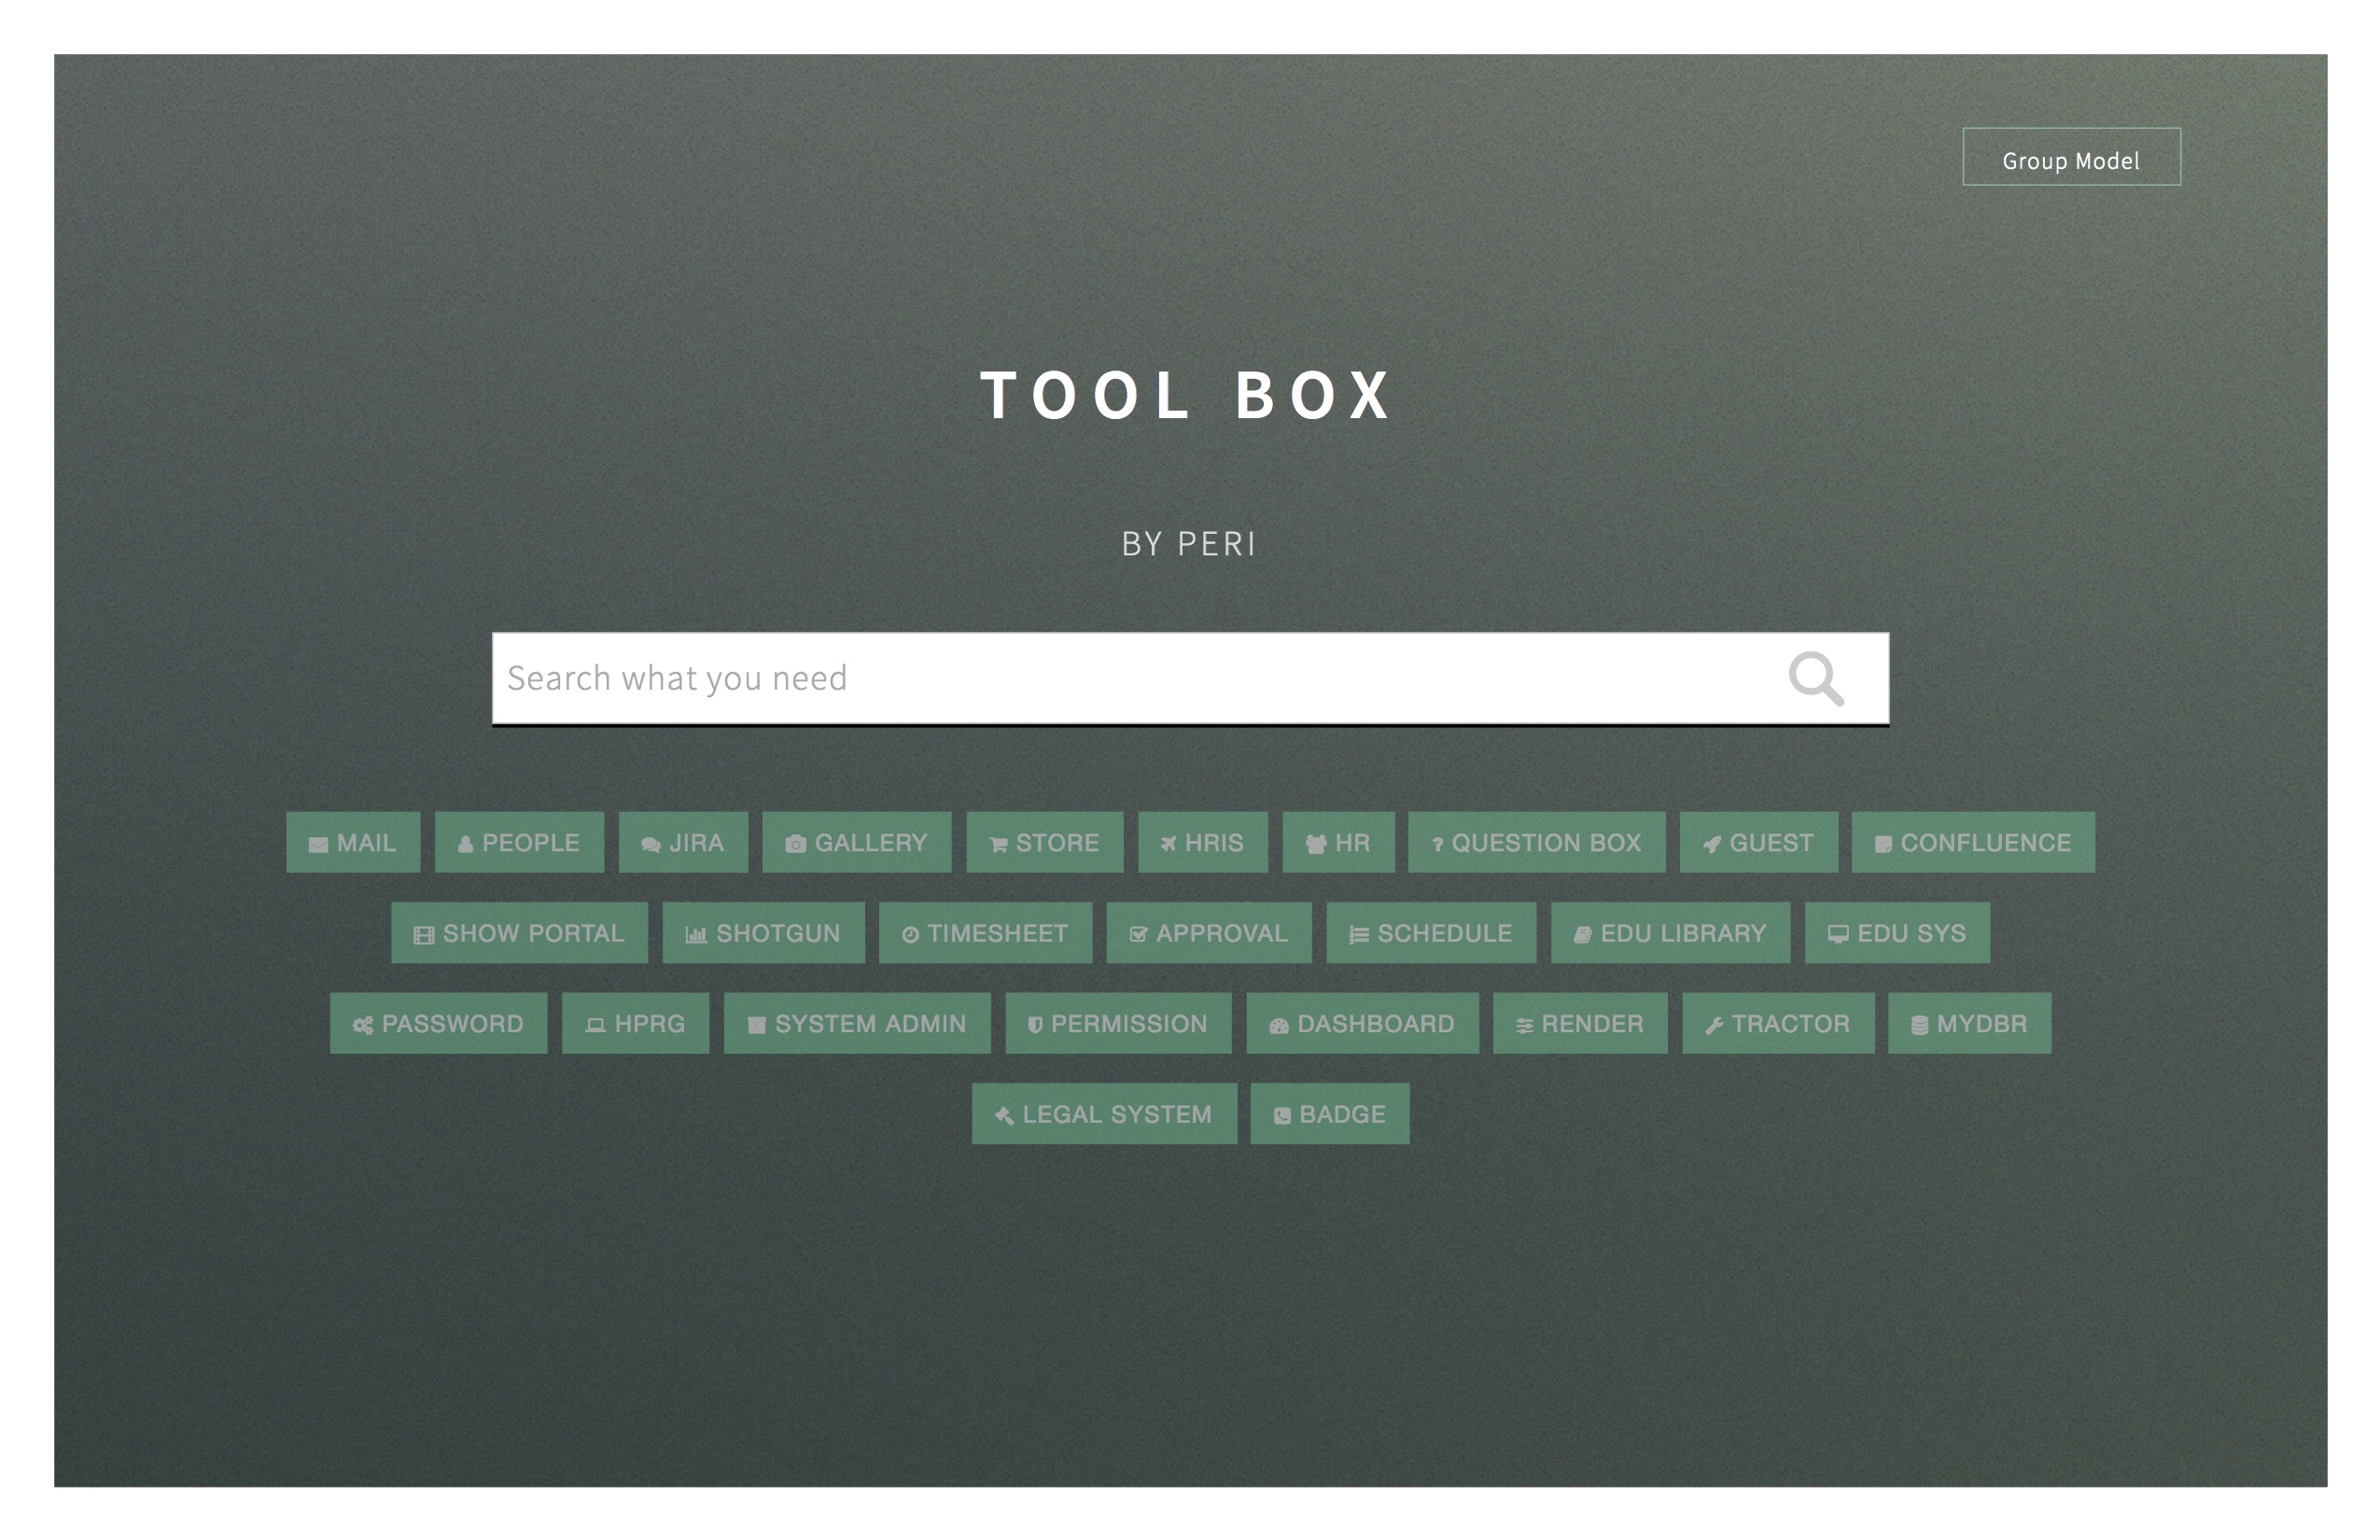 Group Model
TOOL BOX
BY PERI
Search what you need
MAIL PEOPLE JIRA GALLERY STORE HRIS HR ? QUESTION BOX GUEST CONFLUENCE
SHOW PORTAL SHOTGUN TIMESHEET APPROVAL SCHEDULE EDU LIBRARY EDU SYS
PASSWORD HPRG SYSTEM ADMIN PERMISSION DASHBOARD RENDER TRACTOR MYDBR
LEGAL SYSTEM BADGE